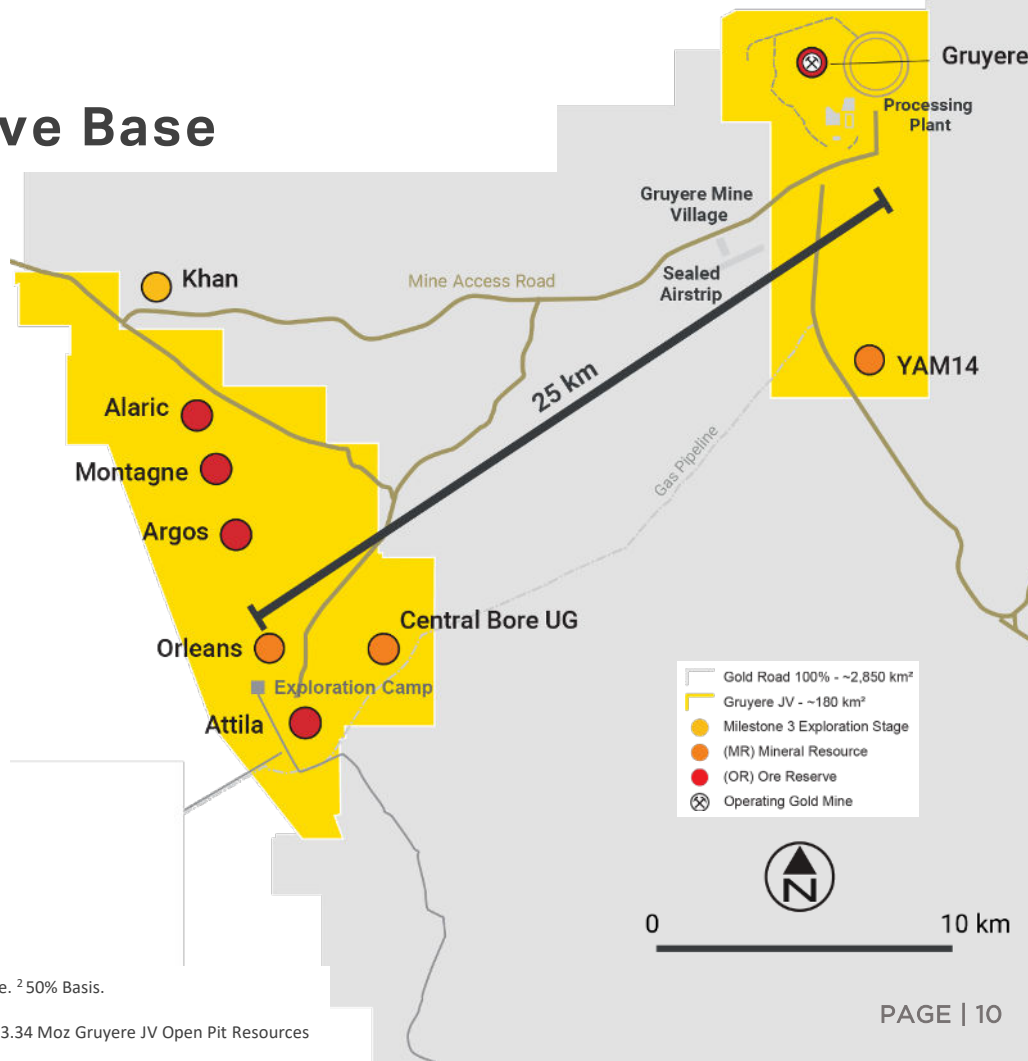 ve Base
Gruyere
Processing
Plant
Gruyere Mine
Village
Sealed
Airstrip
Khan
Mine Access Road
YAM14
25 km
Alaric
Montagne
Gas Pipeline
Argos
Orleans
Central Bore UG
Exploration Camp
Attila
Gold Road 100% - ~2,850 km²
Gruyere JV - ~180 km²
Milestone 3 Exploration Stage
(MR) Mineral Resource
(OR) Ore Reserve
Operating Gold Mine
N
0 10 km
e. ² 50% Basis.
3.34 Moz Gruyere JV Open Pit Resources
PAGE | 10